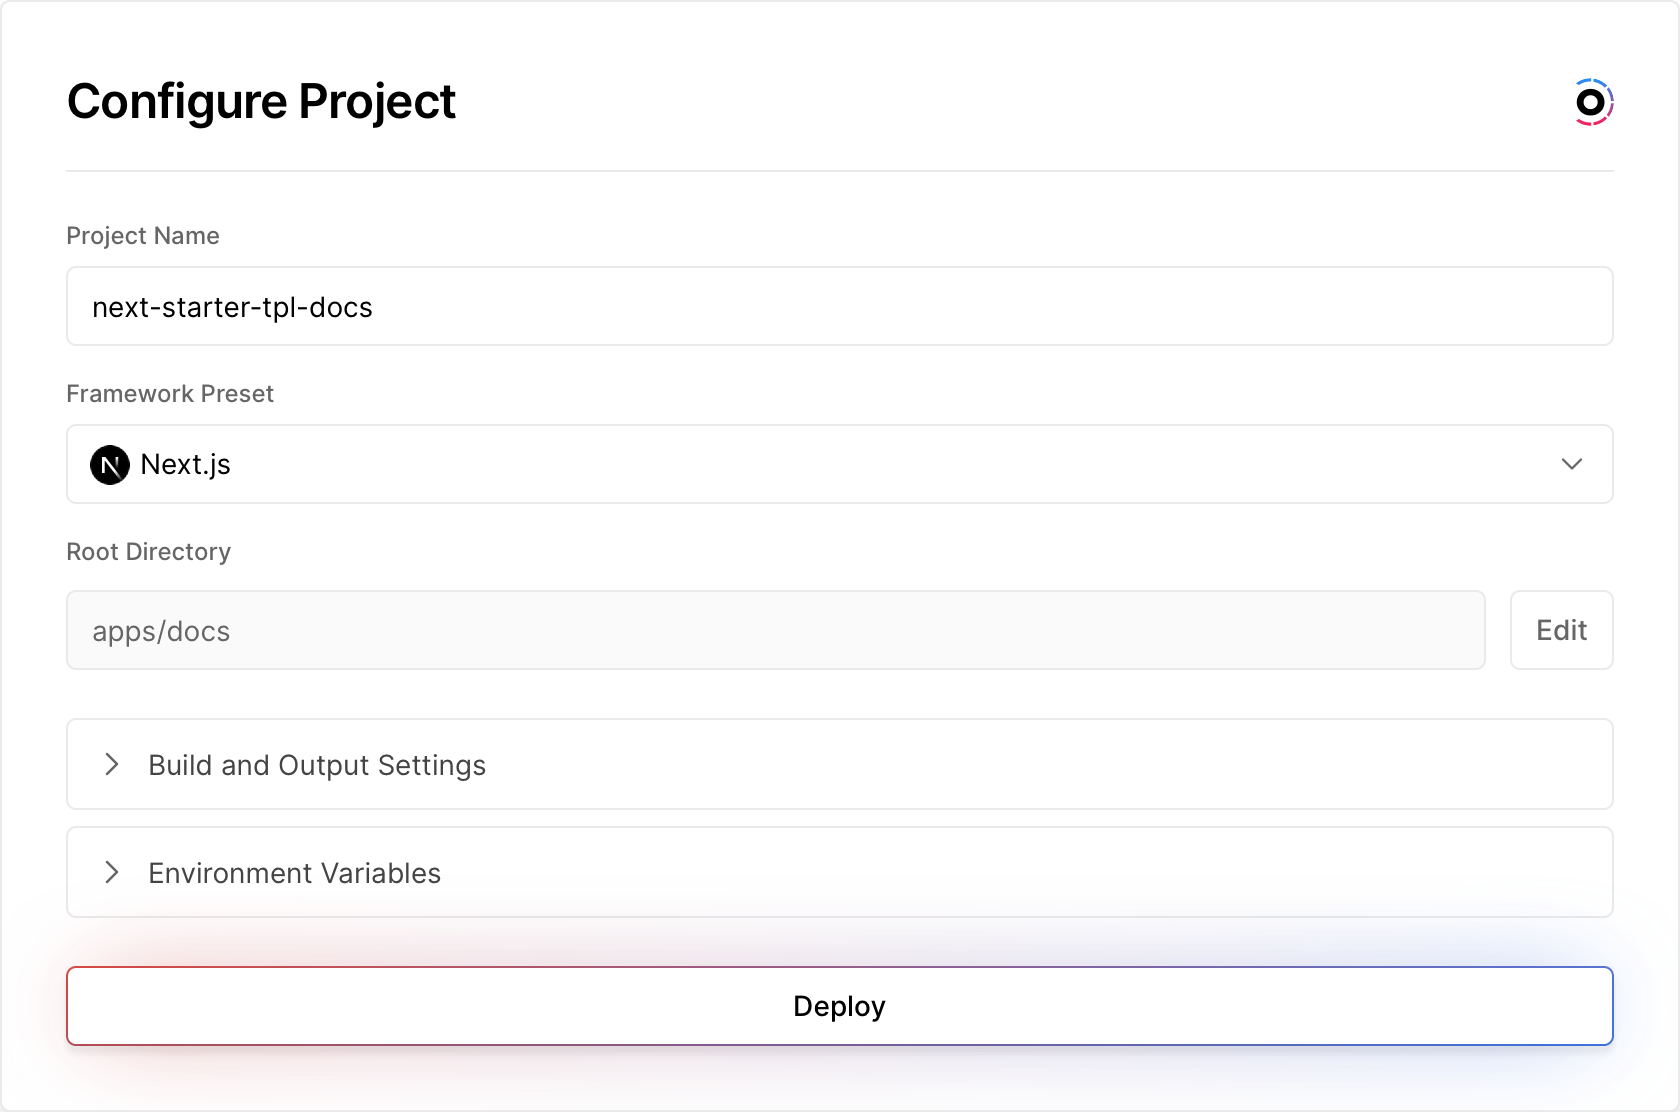 Configure Project
Project Name
next-starter-tpl-docs
Framework Preset
N Next.js
Root Directory
apps/docs
Edit
Build and Output Settings
Environment Variables
Deploy